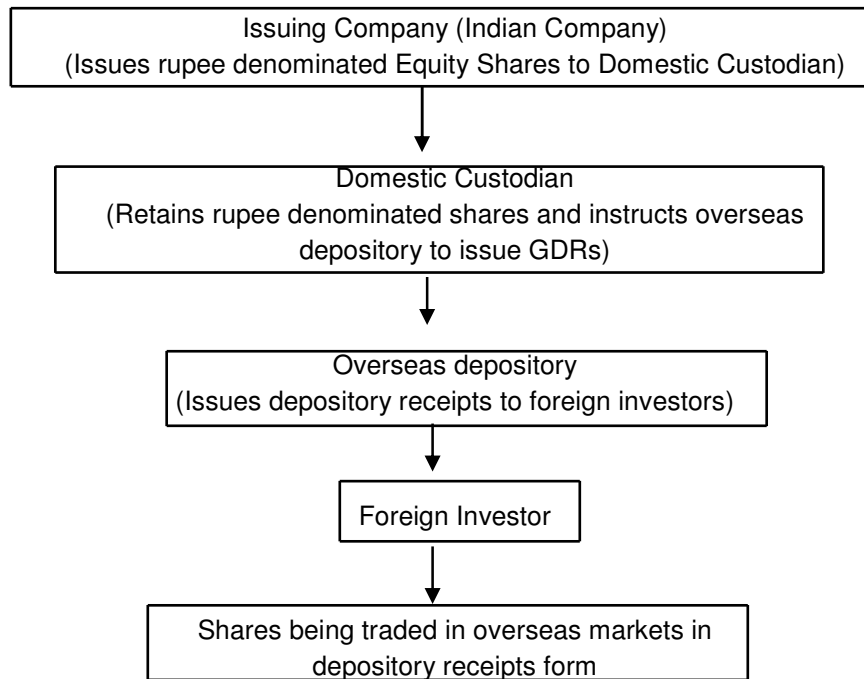 Issuing Company (Indian Company)
(Issues rupee denominated Equity Shares to Domestic Custodian)
Domestic Custodian
(Retains rupee denominated shares and instructs overseas
depository to issue GDRs)
Overseas depository
(Issues depository receipts to foreign investors)
Foreign Investor
Shares being traded in overseas markets in
depository receipts form